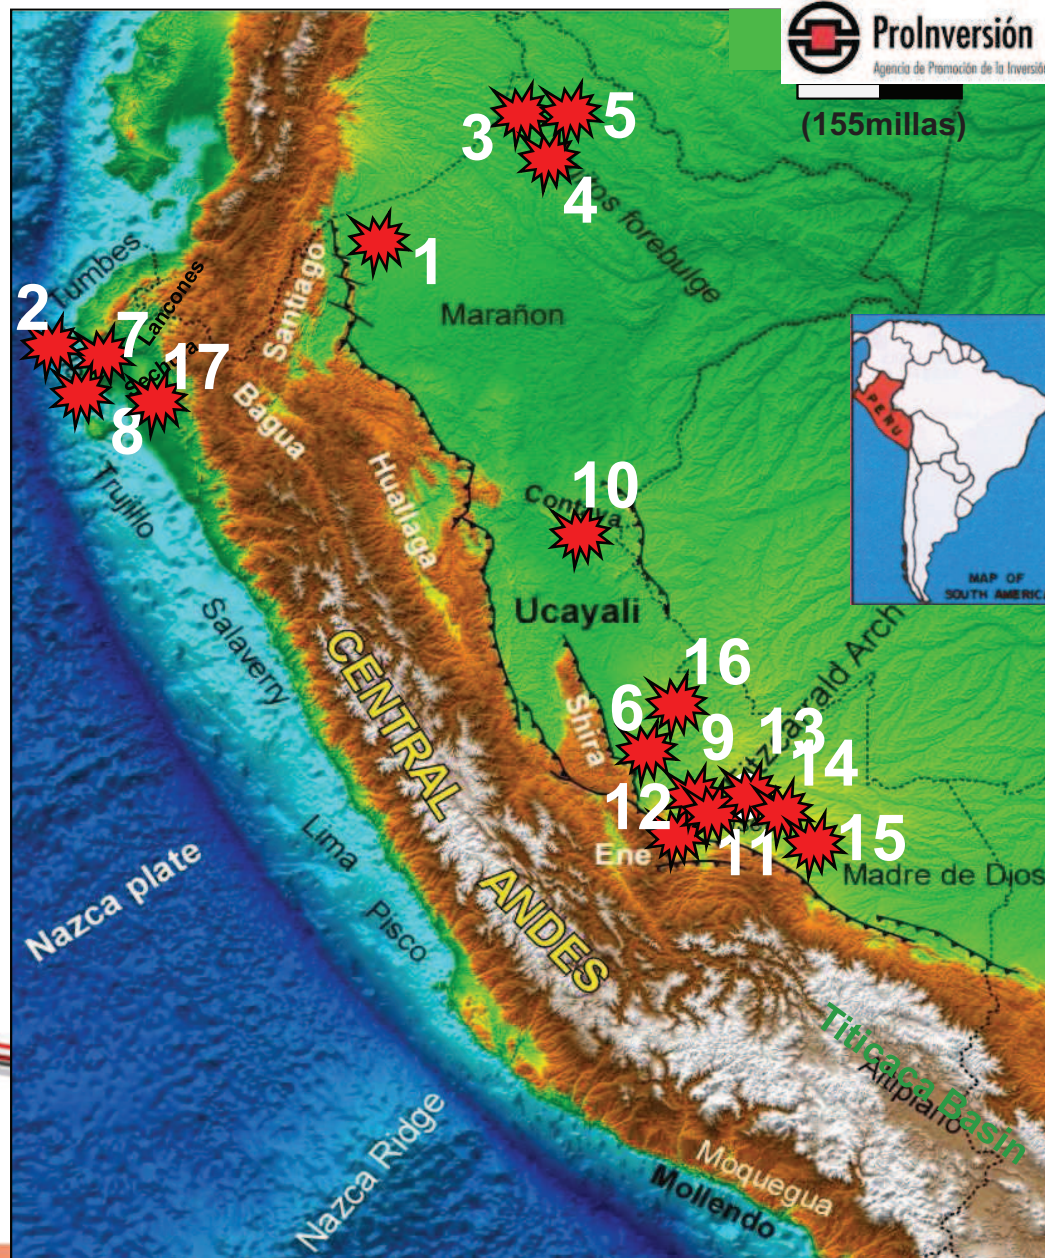 ProInversión
Agencia de Promoción de la Inversión
(155millas)
3
5
4
forebulge
1
Santiago
Marañon
Tumbes
Lancones
2
7
17
8
Bagua
PERU
MAP OF
SOUTH AMERICA
Trujillo
Huallaga
10
Contaya
Ucayali
Salaverry
CENTRAL
ANDES
Shira
16
6
9
13
14
Fitzcarrald Arch
12
11
15
Ene
Madre de Dios
Lima
Nazca plate
Pisco
Titicaca Basin
Altiplano
Nazca Ridge
Moquegua
Mollendo